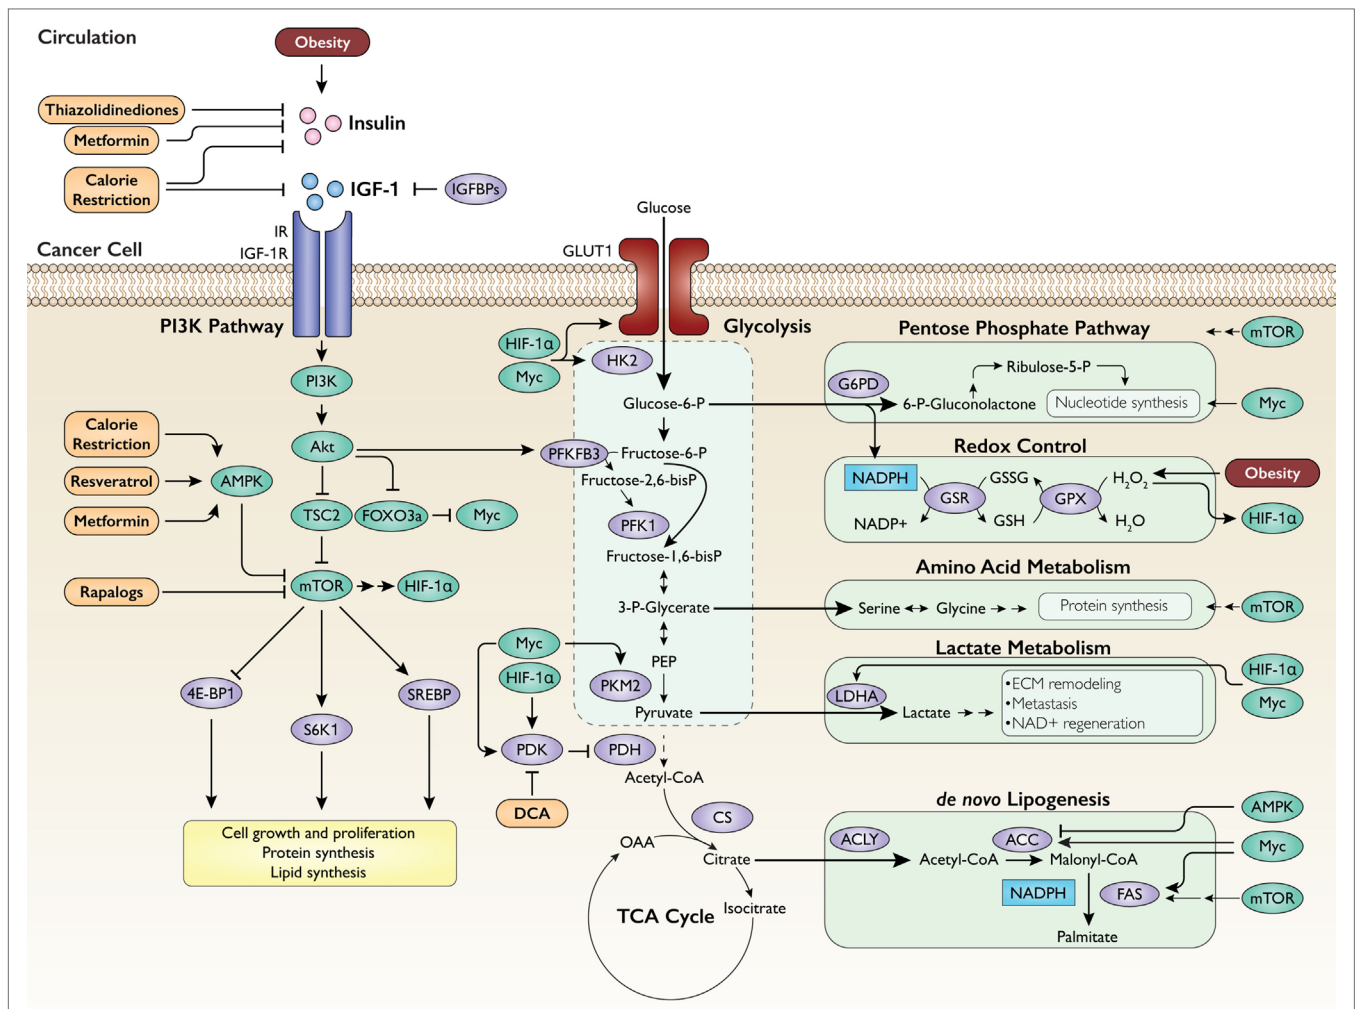 Circulation
Obesity
Thiazolidinediones
Metformin
Insulin
Calorie
Restriction
IGF-1
IGFBPs
IR
IGF-1R
Cancer Cell
Glucose
GLUT1
PI3K Pathway
Glycolysis
PI3K
Akt
Calorie
Restriction
Resveratrol
Metformin
AMPK
TSC2
FOXO3a
Myc
Rapalogs
mTOR
HIF-1α
4E-BP1
S6K1
SREBP
Cell growth and proliferation
Protein synthesis
Lipid synthesis
HIF-1α
Myc
HK2
Glucose-6-P
PFKFB3
Fructose-6-P
Fructose-2,6-bisP
PFK1
Fructose-1,6-bisP
3-P-Glycerate
Myc
HIF-1α
PEP
PKM2
Pyruvate
PDK
PDH
DCA
Acetyl-CoA
CS
OAA
Citrate
TCA Cycle
Isocitrate
Pentose Phosphate Pathway
mTOR
G6PD
Ribulose-5-P
6-P-Gluconolactone
Nucleotide synthesis
Myc
Redox Control
NADPH
GSR
GSSG
GPX
H2O2
Obesity
NADP+
GSH
H2O
HIF-1α
Amino Acid Metabolism
Serine
Glycine
Protein synthesis
mTOR
Lactate Metabolism
LDHA
Lactate
•ECM remodeling
•Metastasis
•NAD+ regeneration
HIF-1α
Myc
de novo Lipogenesis
AMPK
ACLY
ACC
Myc
Acetyl-CoA
Malonyl-CoA
NADPH
FAS
mTOR
Palmitate